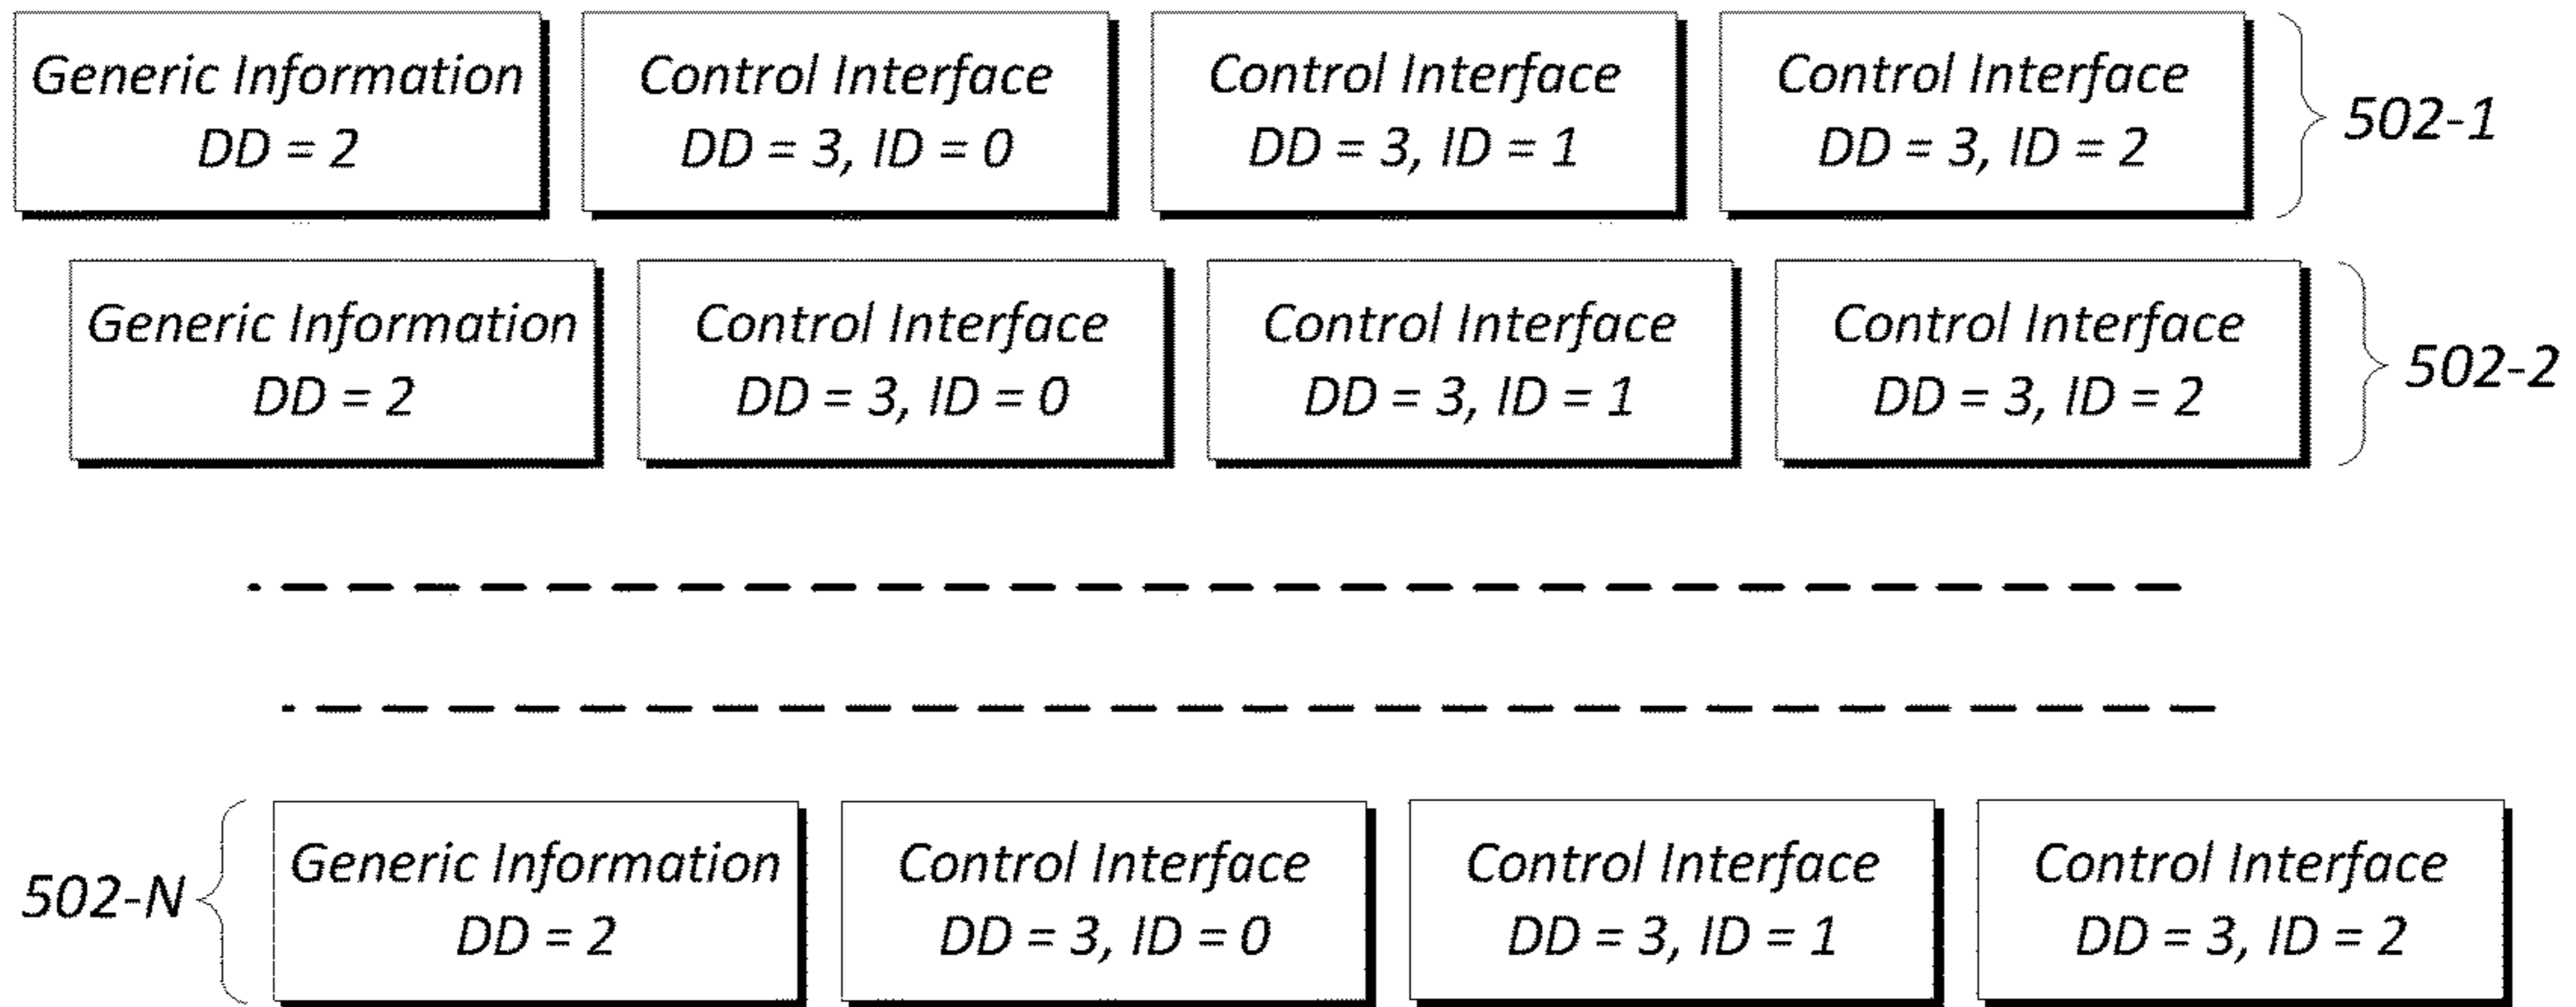 Generic Information
DD = 2
Control Interface
DD = 3, ID = 0
Control Interface
DD = 3, ID = 1
Control Interface
DD = 3, ID = 2
502-1
Generic Information
DD = 2
Control Interface
DD = 3, ID = 0
Control Interface
DD = 3, ID = 1
Control Interface
DD = 3, ID = 2
502-2
502-N
Generic Information
DD = 2
Control Interface
DD = 3, ID = 0
Control Interface
DD = 3, ID = 1
Control Interface
DD = 3, ID = 2